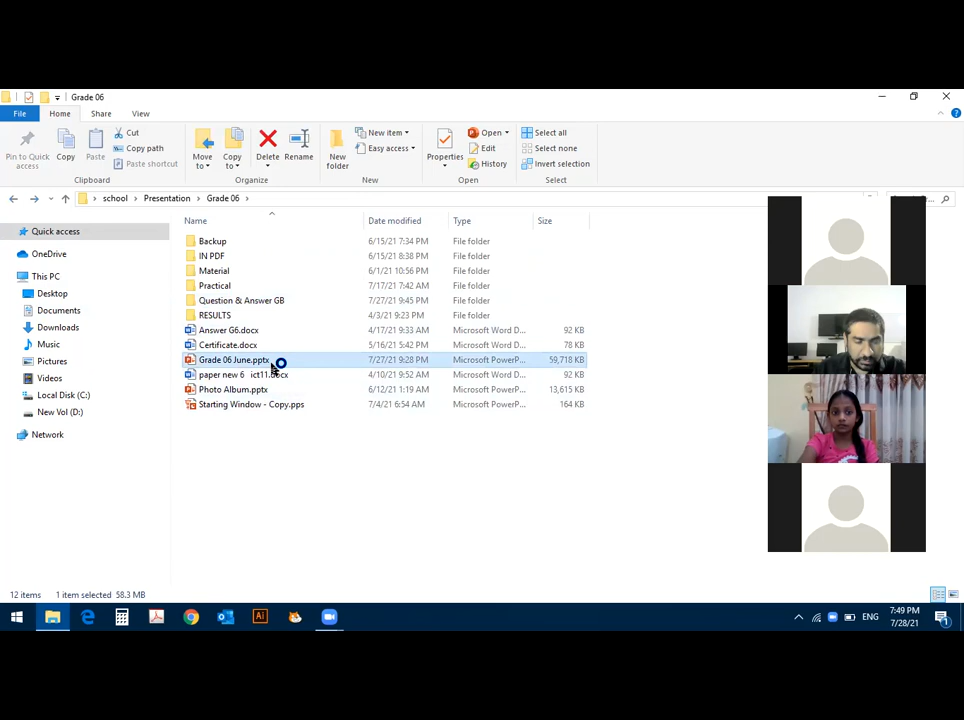 Grade 06
File Home Share View
Pin to Quick access
Copy
Paste
Cut
Copy path
Paste shortcut
Clipboard
Move to
Copy to
Delete
Rename
Organize
New folder
New item
Easy access
New
Properties
Open
Edit
History
Open
Select all
Select none
Invert selection
Select
school > Presentation > Grade 06 >
Quick access
OneDrive
This PC
Desktop
Documents
Downloads
Music
Pictures
Videos
Local Disk (C:)
New Vol (D:)
Network
Name Date modified Type Size
Backup 6/15/21 7:34 PM File folder
IN PDF 6/15/21 8:38 PM File folder
Material 6/1/21 10:56 PM File folder
Practical 7/17/21 7:42 AM File folder
Question & Answer GB 7/27/21 9:45 PM File folder
RESULTS 4/3/21 9:23 PM File folder
Answer G6.docx 4/17/21 9:33 AM Microsoft Word D... 92 KB
Certificate.docx 5/16/21 5:42 PM Microsoft Word D... 78 KB
Grade 06 June.pptx 7/27/21 9:28 PM Microsoft PowerP... 59,718 KB
paper new 6 ict11.docx 4/10/21 9:52 AM Microsoft Word D... 92 KB
Photo Album.pptx 6/12/21 1:19 AM Microsoft PowerP... 13,615 KB
Starting Window - Copy.pps 7/4/21 6:54 AM Microsoft PowerP... 164 KB
12 items 1 item selected 58.3 MB
ENG
7:49 PM
7/28/21